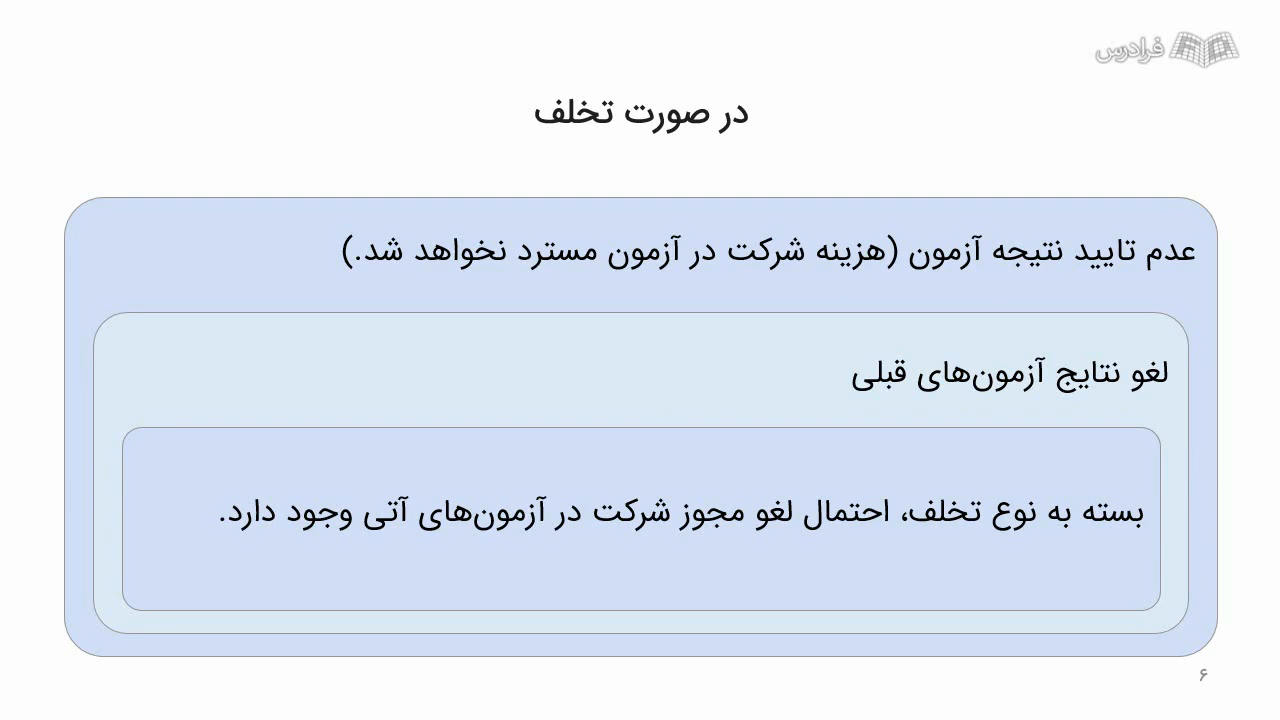 فرادرس
در صورت تخلف
عدم تایید نتیجه آزمون (هزینه شرکت در آزمون مسترد نخواهد شد.)
لغو نتایج آزمون‌های قبلی
بسته به نوع تخلف، احتمال لغو مجوز شرکت در آزمون‌های آتی وجود دارد.
۶